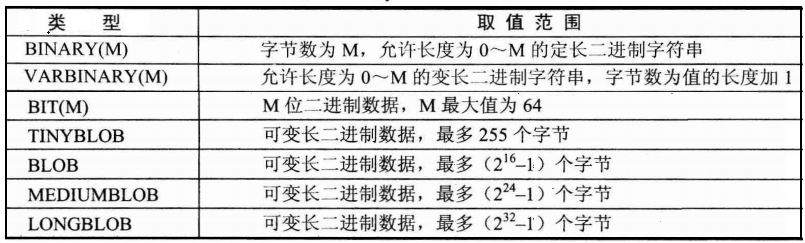 类 型 取 值 范 围
BINARY(M) 字节数为 M，允许长度为 0～M 的定长二进制字符串
VARBINARY(M) 允许长度为 0～M 的变长二进制字符串，字节数为值的长度加 1
BIT(M) M 位二进制数据，M 最大值为 64
TINYBLOB 可变长二进制数据，最多 255 个字节
BLOB 可变长二进制数据，最多（2¹⁶–1）个字节
MEDIUMBLOB 可变长二进制数据，最多（2²⁴–1）个字节
LONGBLOB 可变长二进制数据，最多（2³²–1）个字节